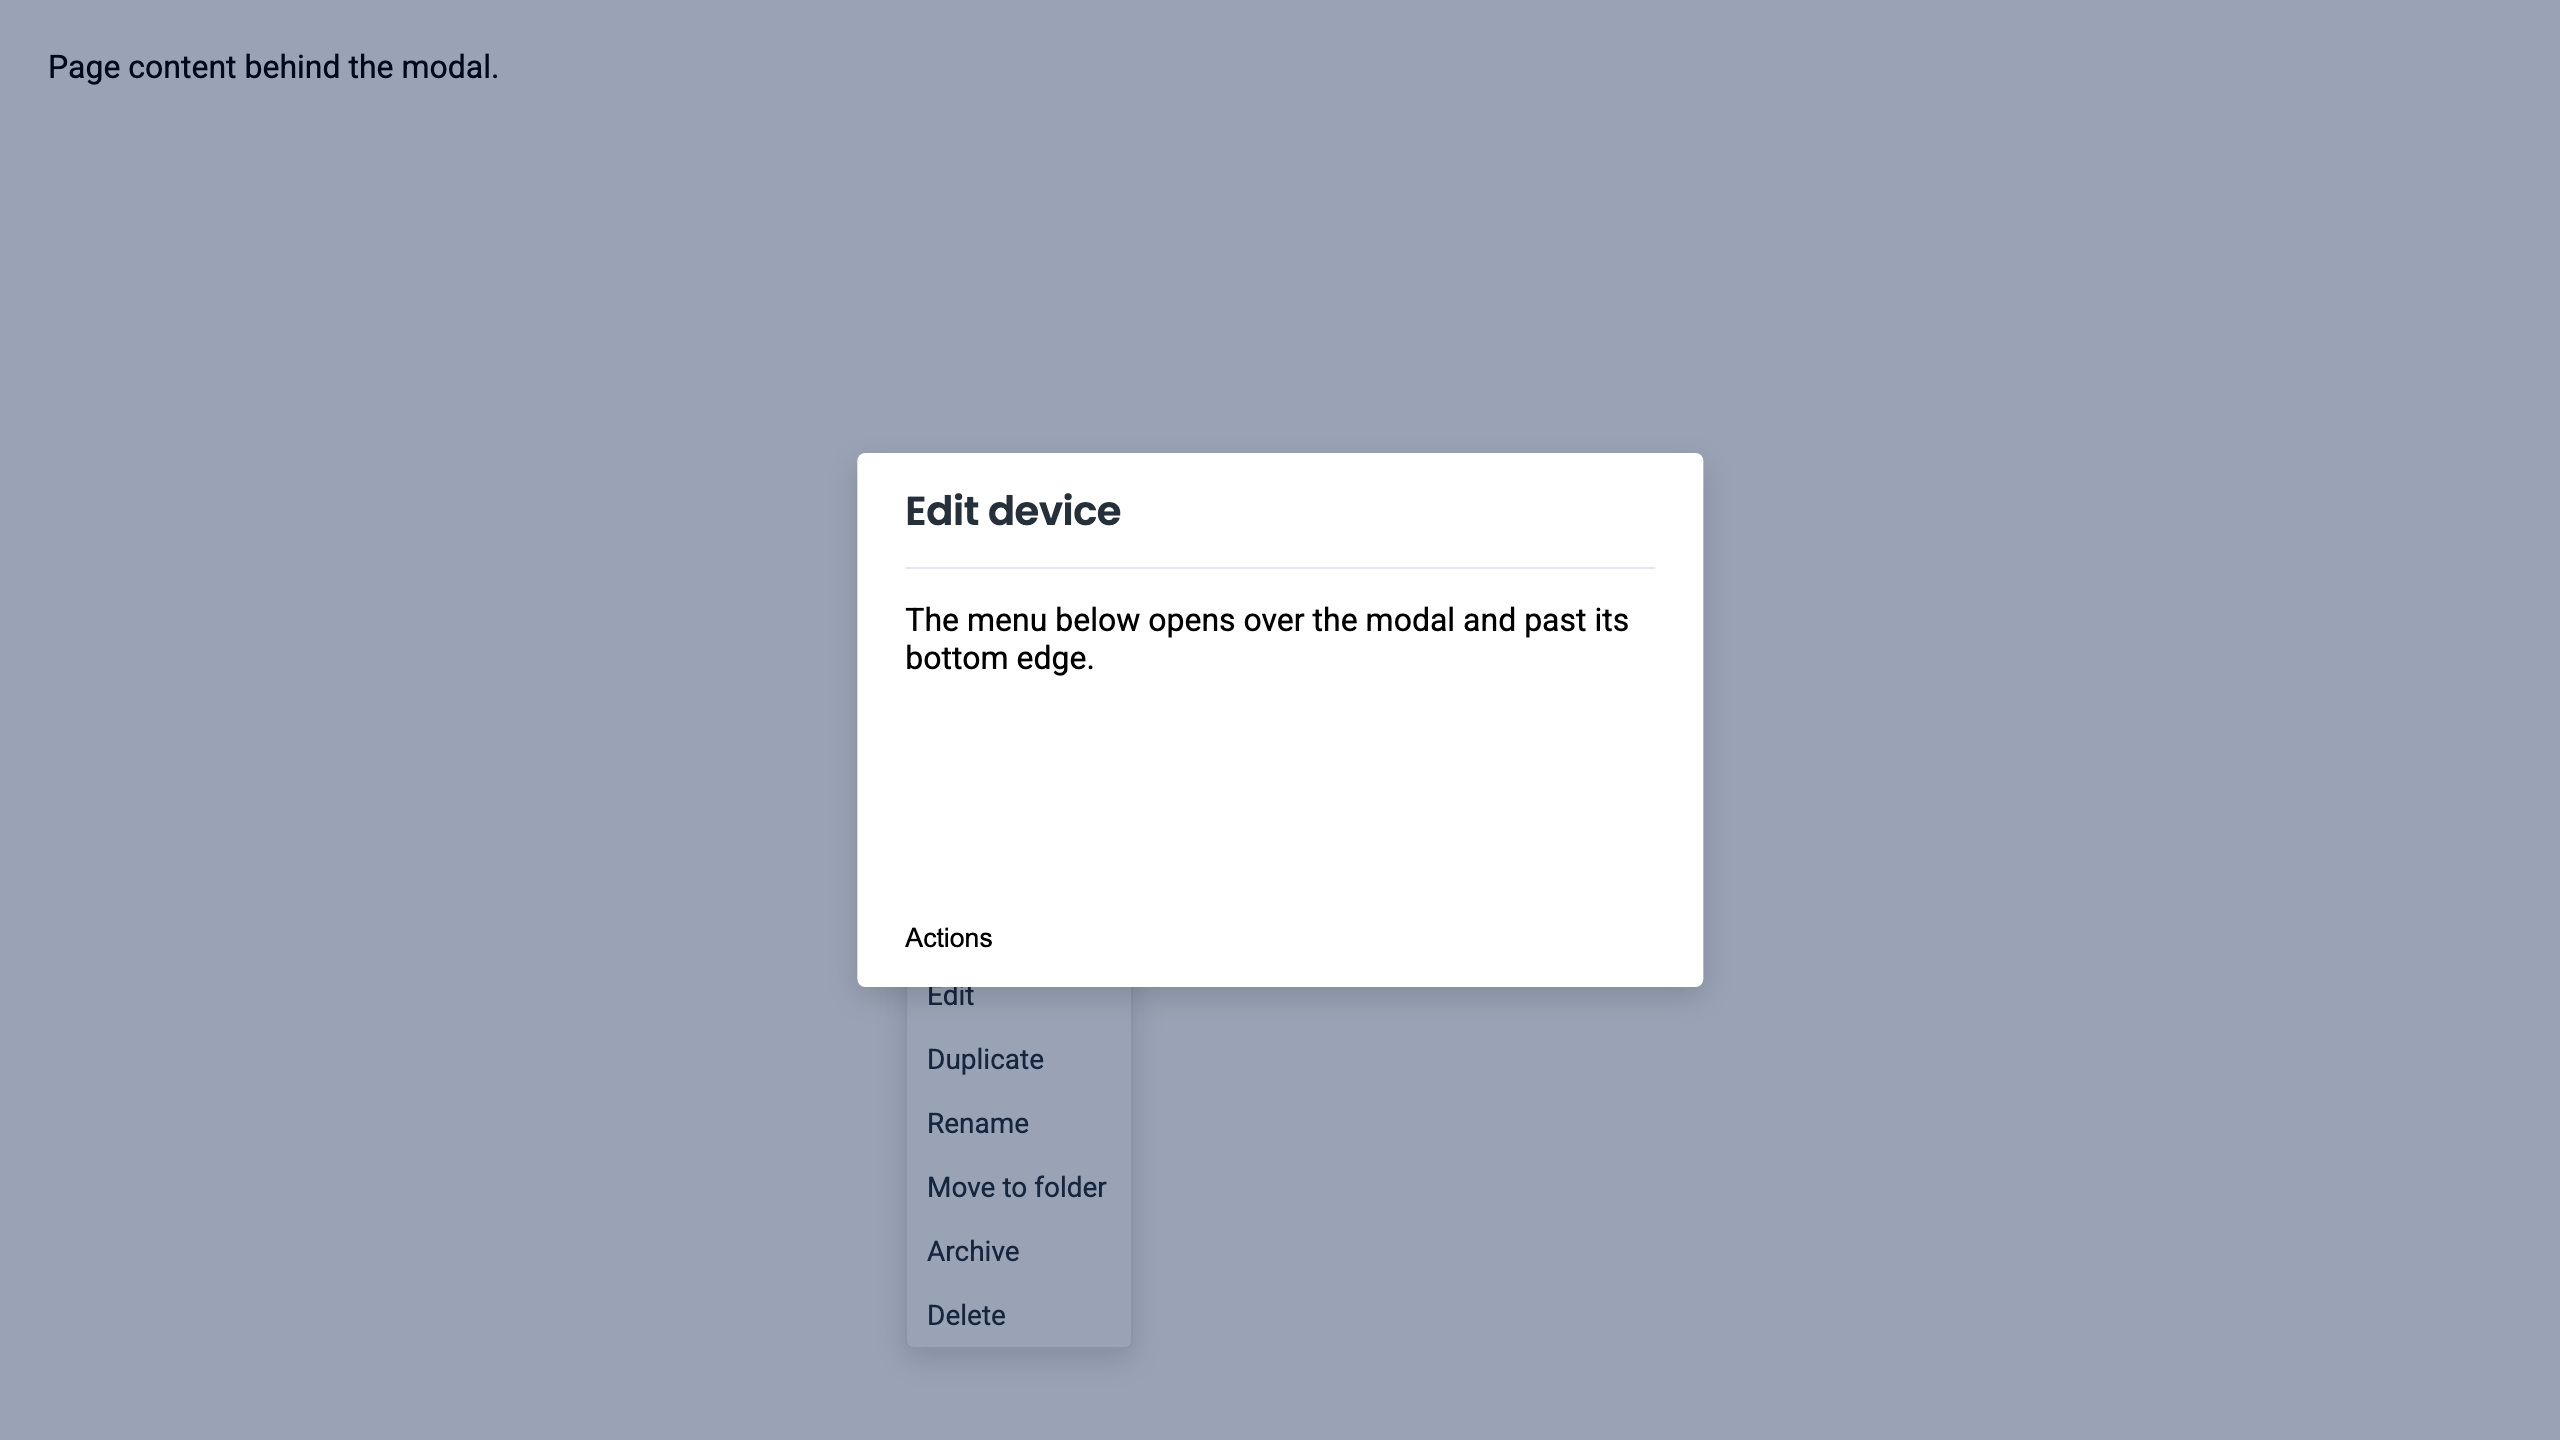 Page content behind the modal.
Edit device
The menu below opens over the modal and past its
bottom edge.
Actions
Edit
Duplicate
Rename
Move to folder
Archive
Delete